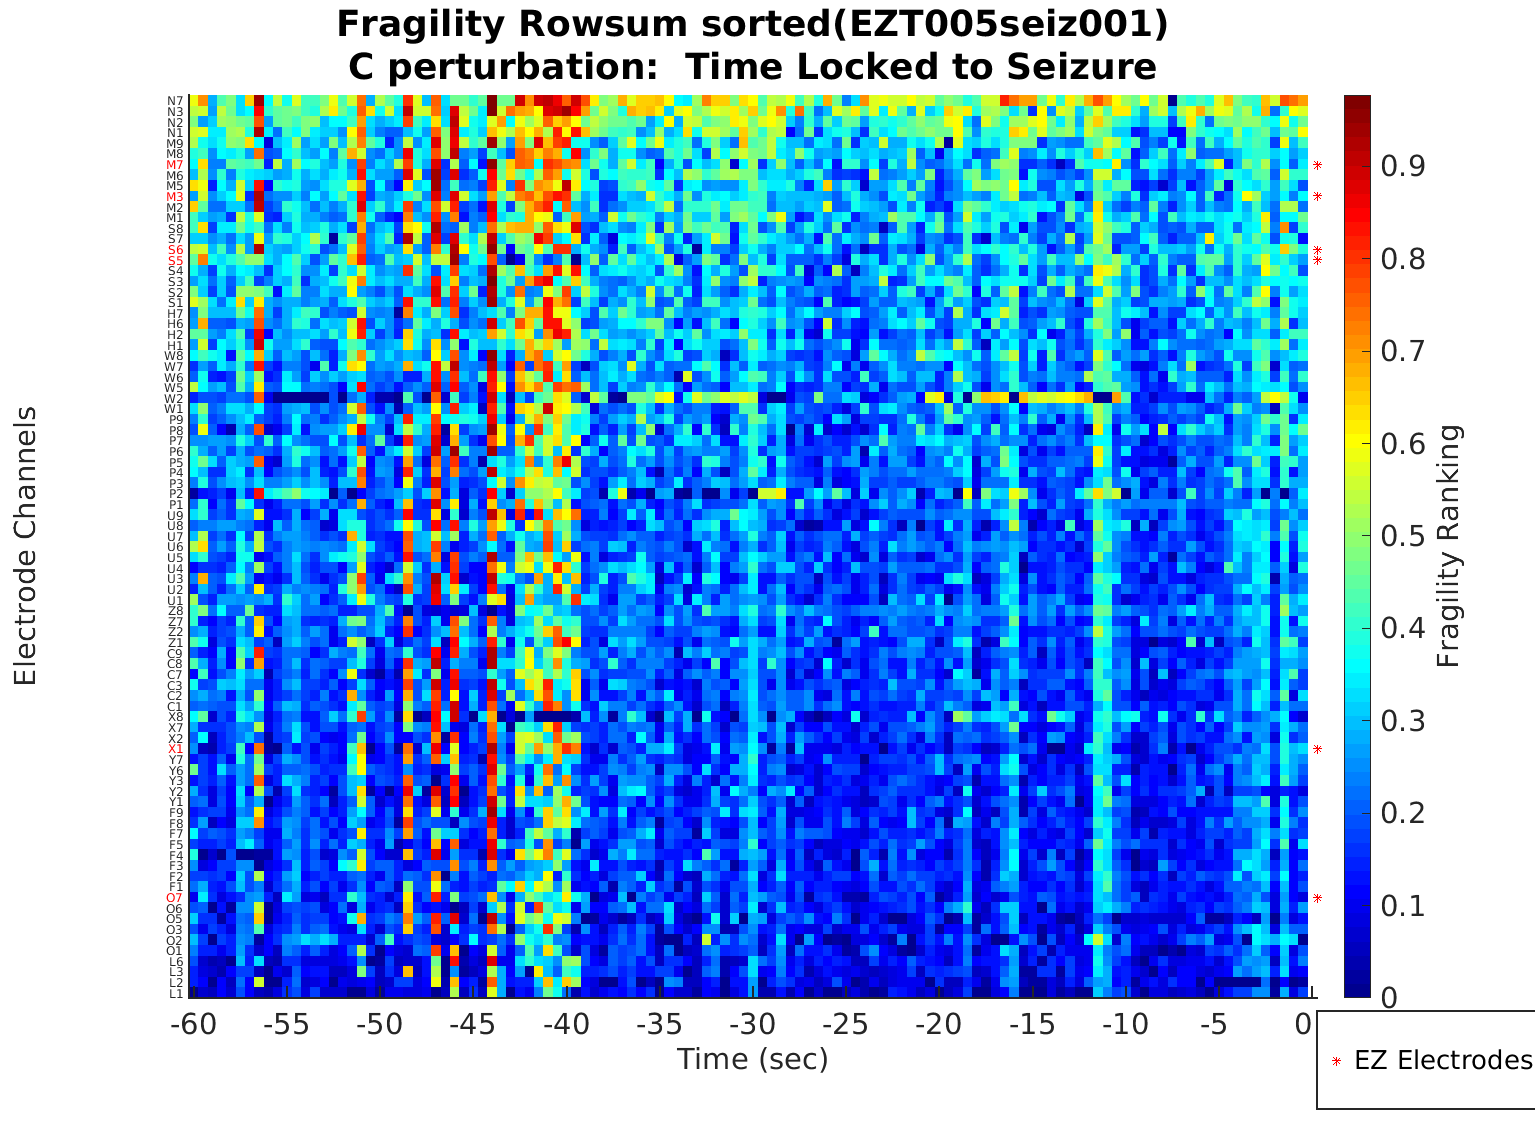 Fragility Rowsum sorted(EZT005seiz001)
C perturbation:  Time Locked to Seizure
Electrode Channels
N7
N3
N2
N1
M9
M8
M7
M6
M5
M3
M2
M1
S8
S7
S6
S5
S4
S3
S2
S1
H7
H6
H2
H1
W8
W7
W6
W5
W2
W1
P9
P8
P7
P6
P5
P4
P3
P2
P1
U9
U8
U7
U6
U5
U4
U3
U2
U1
Z8
Z7
Z2
Z1
C9
C8
C7
C3
C2
C1
X8
X7
X2
X1
Y7
Y6
Y3
Y2
Y1
F9
F8
F7
F5
F4
F3
F2
F1
O7
O6
O5
O3
O2
O1
L6
L3
L2
L1
-60 -55 -50 -45 -40 -35 -30 -25 -20 -15 -10 -5 0
Time (sec)
0.9
0.8
0.7
0.6
0.5
0.4
0.3
0.2
0.1
0
Fragility Ranking
EZ Electrodes